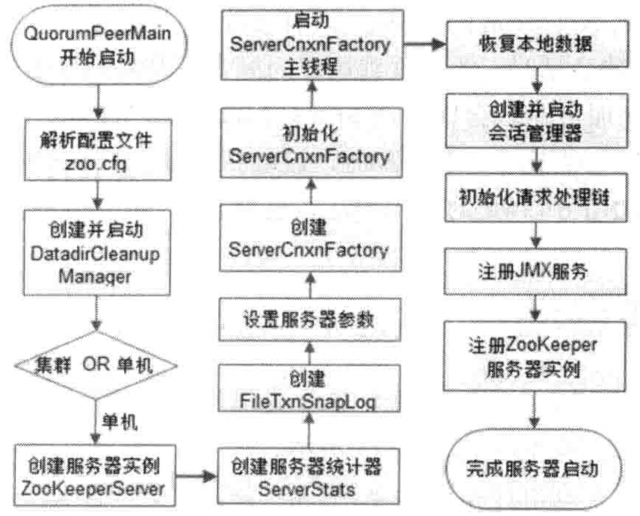 QuorumPeerMain
开始启动
解析配置文件
zoo.cfg
创建并启动
DatadirCleanup
Manager
集群 OR 单机
单机
创建服务器实例
ZooKeeperServer
创建服务器统计器
ServerStats
创建
FileTxnSnapLog
设置服务器参数
创建
ServerCnxnFactory
初始化
ServerCnxnFactory
启动
ServerCnxnFactory
主线程
恢复本地数据
创建并启动
会话管理器
初始化请求处理链
注册JMX服务
注册ZooKeeper
服务器实例
完成服务器启动